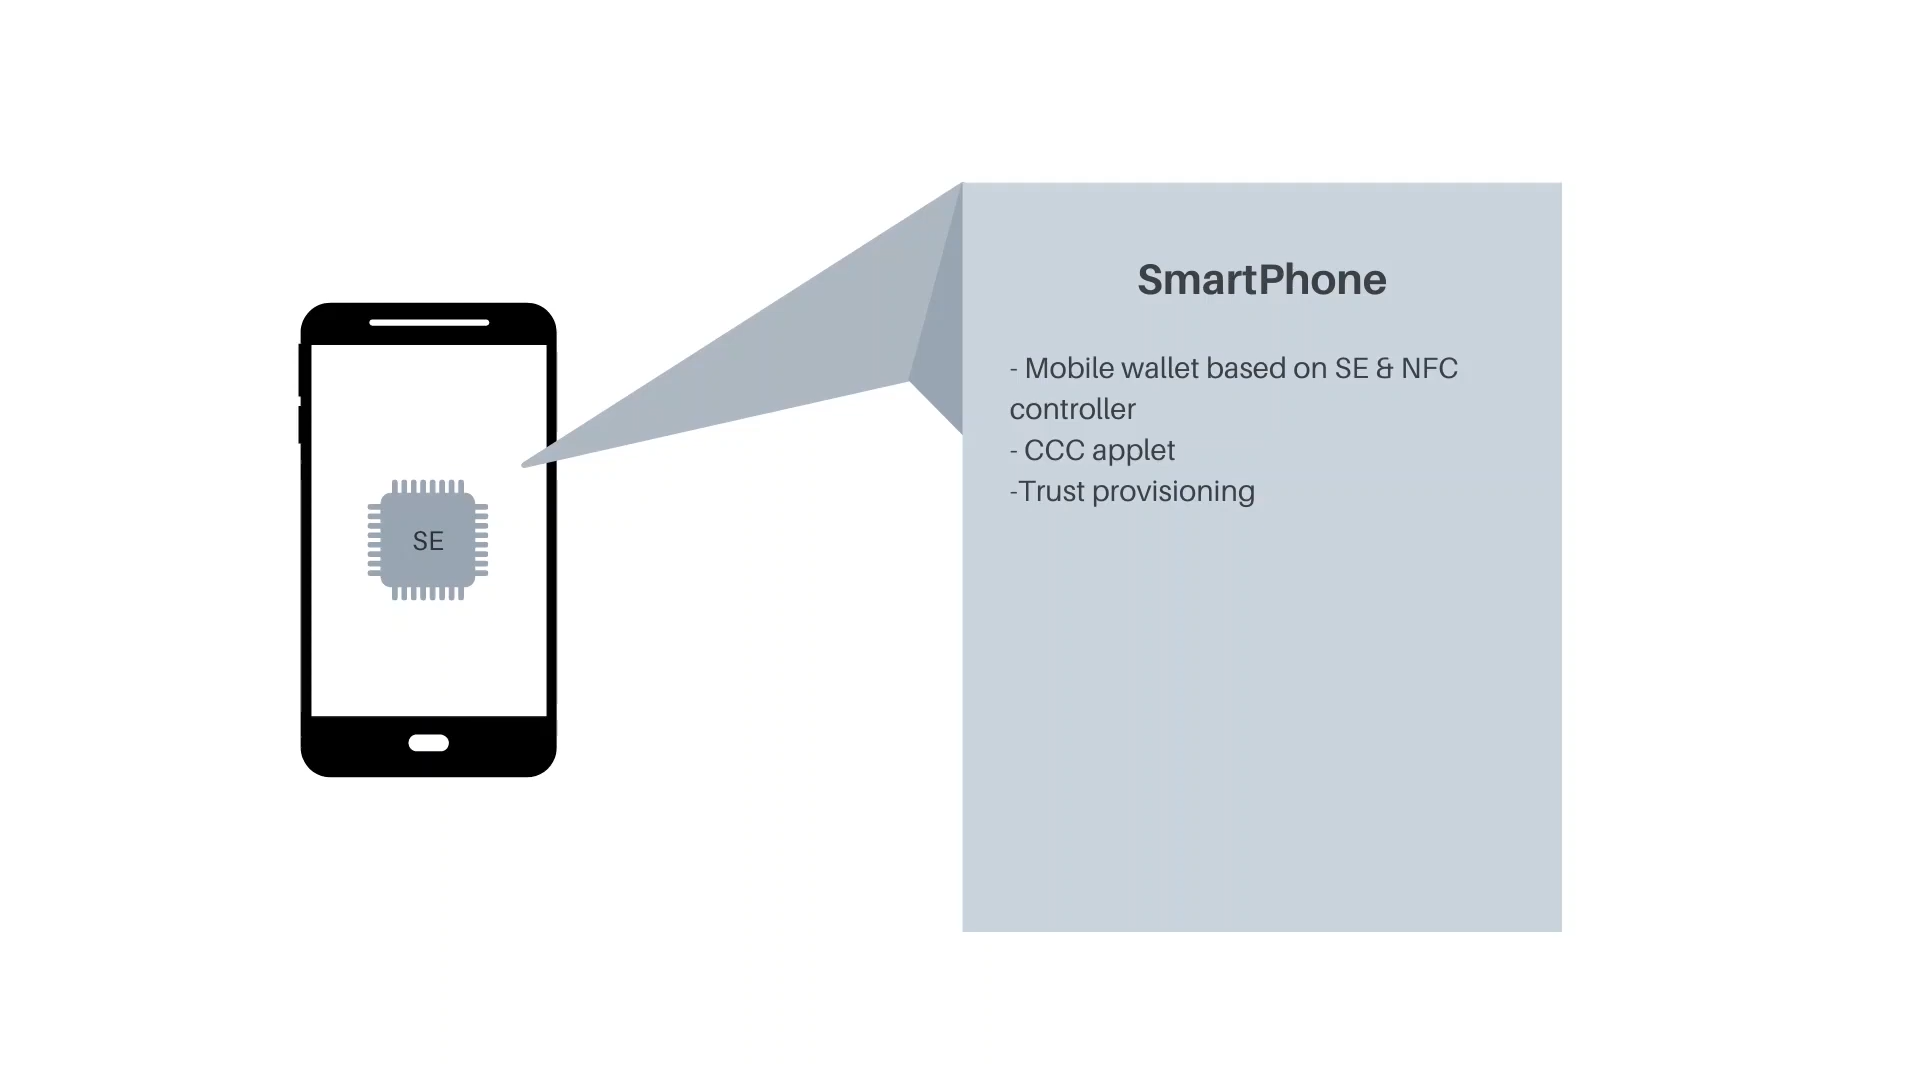 SmartPhone
- Mobile wallet based on SE & NFC
controller
- CCC applet
-Trust provisioning
SE